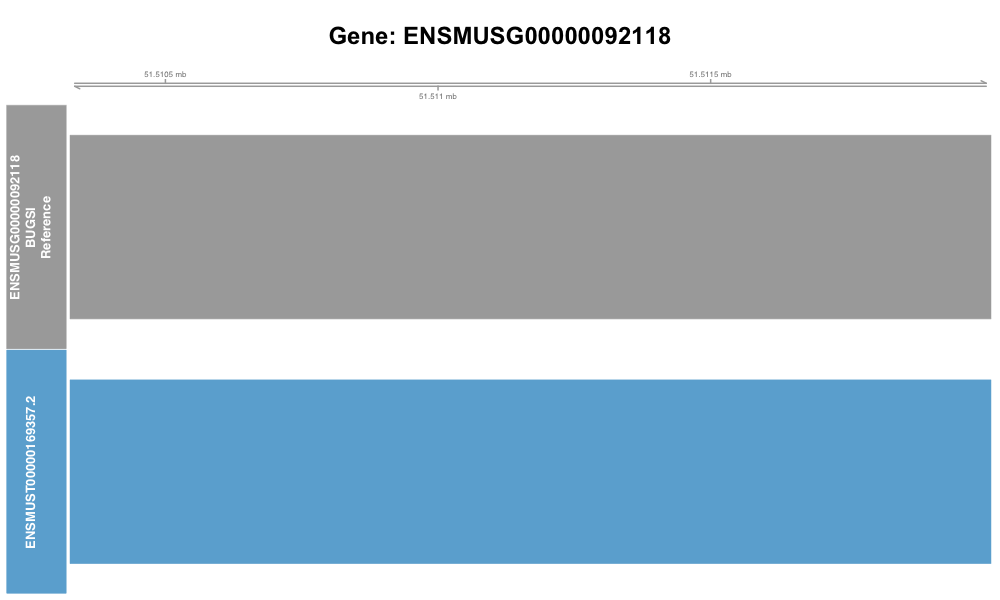 Gene: ENSMUSG00000092118
51.5105 mb
51.5115 mb
51.511 mb
ENSMUSG00000092118
BUGSI
Reference
ENSMUST00000169357.2